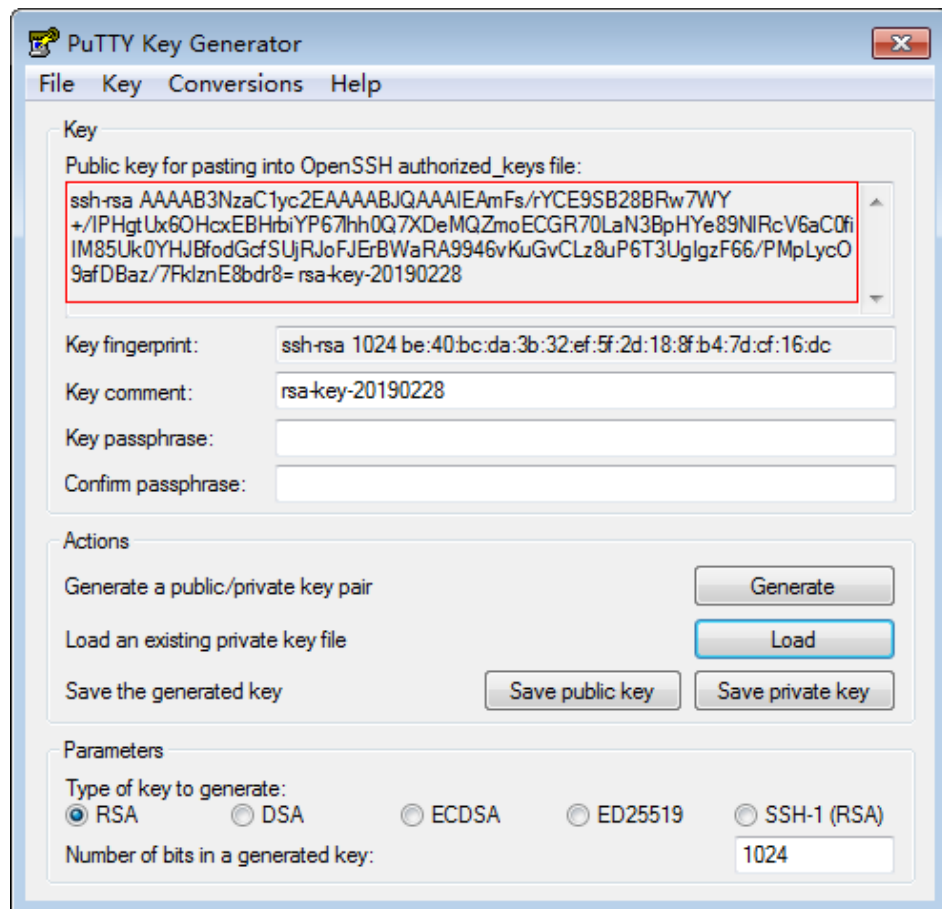 PuTTY Key Generator
File Key Conversions Help
Key
Public key for pasting into OpenSSH authorized_keys file:
ssh-rsa AAAAB3NzaC1yc2EAAAABJQAAAIEAmFs/rYCE9SB28BRw7WY
+/IPHgtUx6OHcxEBHrbiYP67lhh0Q7XDeMQZmoECGR70LaN3BpHYe89NIRcV6aC0fi
IM85Uk0YHJBfodGcfSUjRJoFJErBWaRA9946vKuGvCLz8uP6T3UglgzF66/PMpLycO
9afDBaz/7FklznE8bdr8= rsa-key-20190228
Key fingerprint: ssh-rsa 1024 be:40:bc:da:3b:32:ef:5f:2d:18:8f:b4:7d:cf:16:dc
Key comment: rsa-key-20190228
Key passphrase:
Confirm passphrase:
Actions
Generate a public/private key pair Generate
Load an existing private key file Load
Save the generated key Save public key Save private key
Parameters
Type of key to generate:
RSA DSA ECDSA ED25519 SSH-1 (RSA)
Number of bits in a generated key: 1024